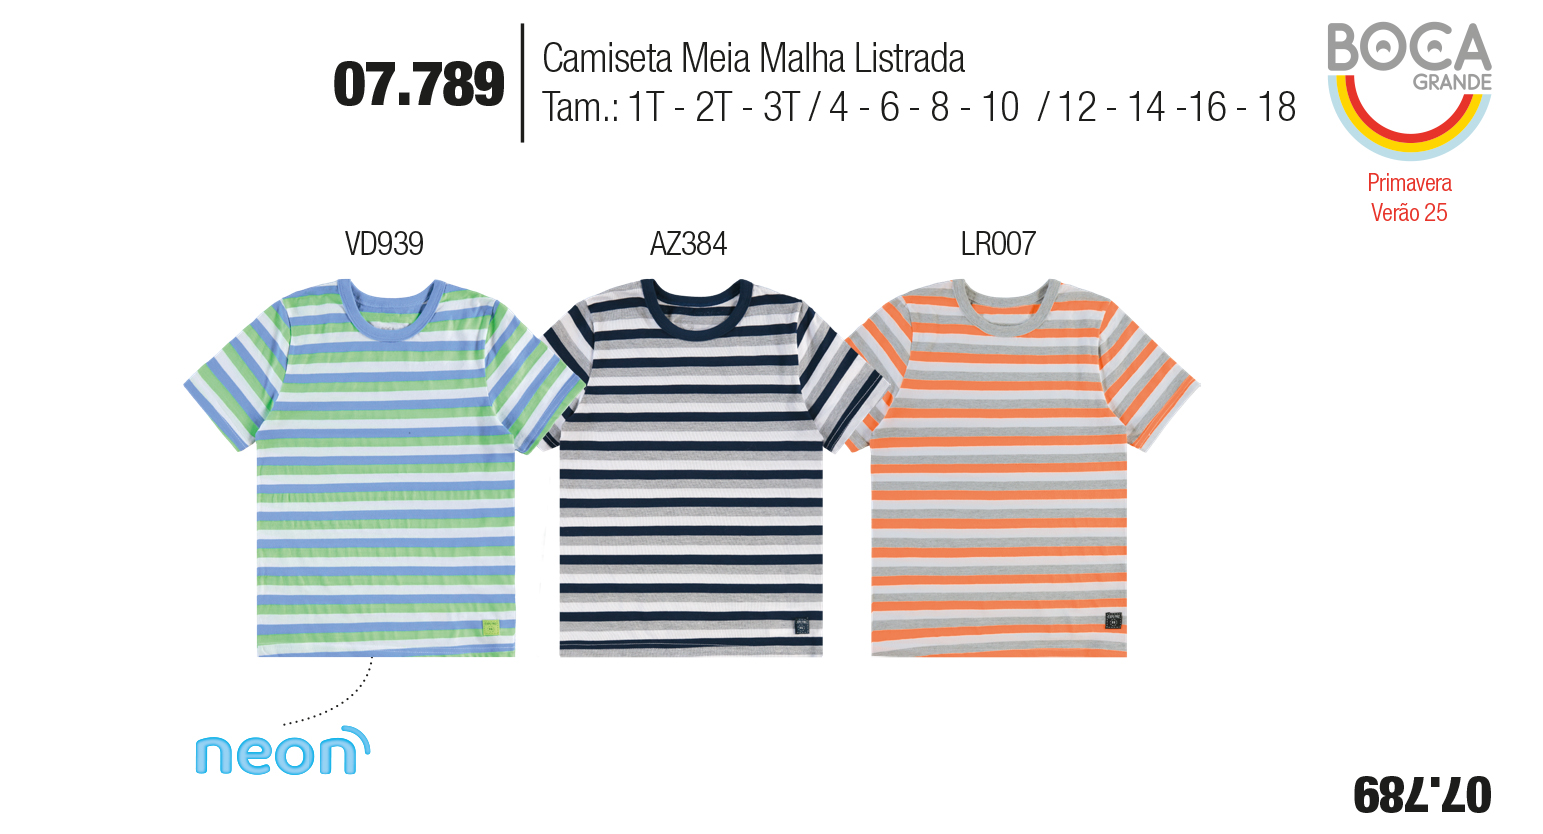 07.789
Camiseta Meia Malha Listrada
Tam.: 1T - 2T - 3T / 4 - 6 - 8 - 10 / 12 - 14 -16 - 18
BOCA
GRANDE
Primavera
Verão 25
VD939
AZ384
LR007
neon
07.789